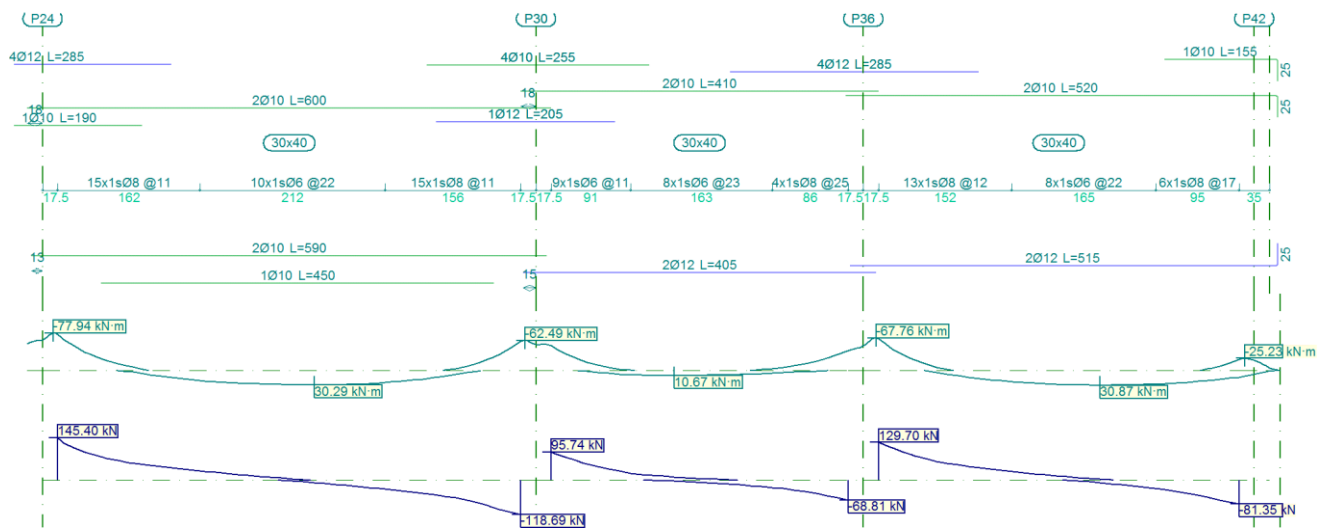 P24 P30 P36 P42
4Ø12 L=285 4Ø10 L=255 4Ø12 L=285 1Ø10 L=155
25
2Ø10 L=600 18 2Ø10 L=410 2Ø10 L=520 25
18
1Ø10 L=190 1Ø12 L=205
30x40 30x40 30x40
15x1sØ8 @11 10x1sØ6 @22 15x1sØ8 @11 9x1sØ6 @11 8x1sØ6 @23 4x1sØ8 @25 13x1sØ8 @12 8x1sØ6 @22 6x1sØ8 @17
17.5 162 212 156 17.5 17.5 91 163 86 17.5 17.5 152 165 95 35
2Ø10 L=590
13 1Ø10 L=450 15 2Ø12 L=405 2Ø12 L=515 25
-77.94 kN·m -62.49 kN·m -67.76 kN·m -25.23 kN·m
30.29 kN·m 10.67 kN·m 30.87 kN·m
145.40 kN 95.74 kN 129.70 kN
-118.69 kN -68.81 kN -81.35 kN